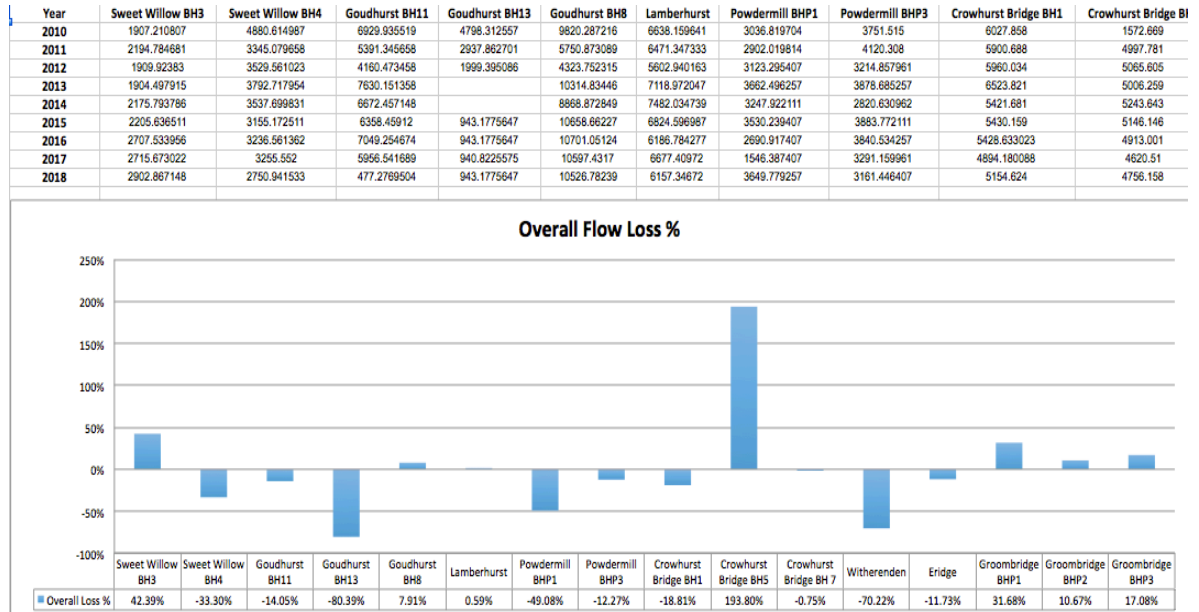 Year Sweet Willow BH3 Sweet Willow BH4 Goudhurst BH11 Goudhurst BH13 Goudhurst BH8 Lamberhurst Powdermill BHP1 Powdermill BHP3 Crowhurst Bridge BH1 Crowhurst Bridge
2010 1907.210807 4880.614987 6929.935519 4798.312557 9820.287216 6638.159641 3036.819704 3751.515 6027.858 1572.669
2011 2194.784681 3345.079658 5391.345658 2937.862701 5750.873089 6471.347333 2902.019814 4120.308 5900.688 4997.781
2012 1909.92383 3529.561023 4160.473458 1999.395086 4323.752315 5602.940163 3123.295407 3214.857961 5960.034 5065.605
2013 1904.497915 3792.717954 7630.151358 10314.83446 7118.972047 3662.496257 3878.685257 6523.821 5006.259
2014 2175.793786 3537.699831 6672.457148 8868.872849 7482.034739 3247.922111 2820.630962 5421.681 5243.643
2015 2205.636511 3155.172511 6358.45912 943.1775647 10658.66227 6824.596987 3530.239407 3883.772111 5430.159 5146.146
2016 2707.533956 3236.561362 7049.254674 943.1775647 10701.05124 6186.784277 2690.917407 3840.534257 5428.633023 4913.001
2017 2715.673022 3255.552 5956.541689 940.8225575 10597.4317 6677.40972 1546.387407 3291.159961 4894.180088 4620.51
2018 2902.867148 2750.941533 477.2769504 943.1775647 10526.78239 6157.34672 3649.779257 3161.446407 5154.624 4756.158
Overall Flow Loss %
250%
200%
150%
100%
50%
0%
-50%
-100%
Sweet Willow BH3 Sweet Willow BH4 Goudhurst BH11 Goudhurst BH13 Goudhurst BH8 Lamberhurst Powdermill BHP1 Powdermill BHP3 Crowhurst Bridge BH1 Crowhurst Bridge BH5 Crowhurst Bridge BH 7 Witherenden Eridge Groombridge BHP1 Groombridge BHP2 Groombridge BHP3
Overall Loss % 42.39% -33.30% -14.05% -80.39% 7.91% 0.59% -49.08% -12.27% -18.81% 193.80% -0.75% -70.22% -11.73% 31.68% 10.67% 17.08%